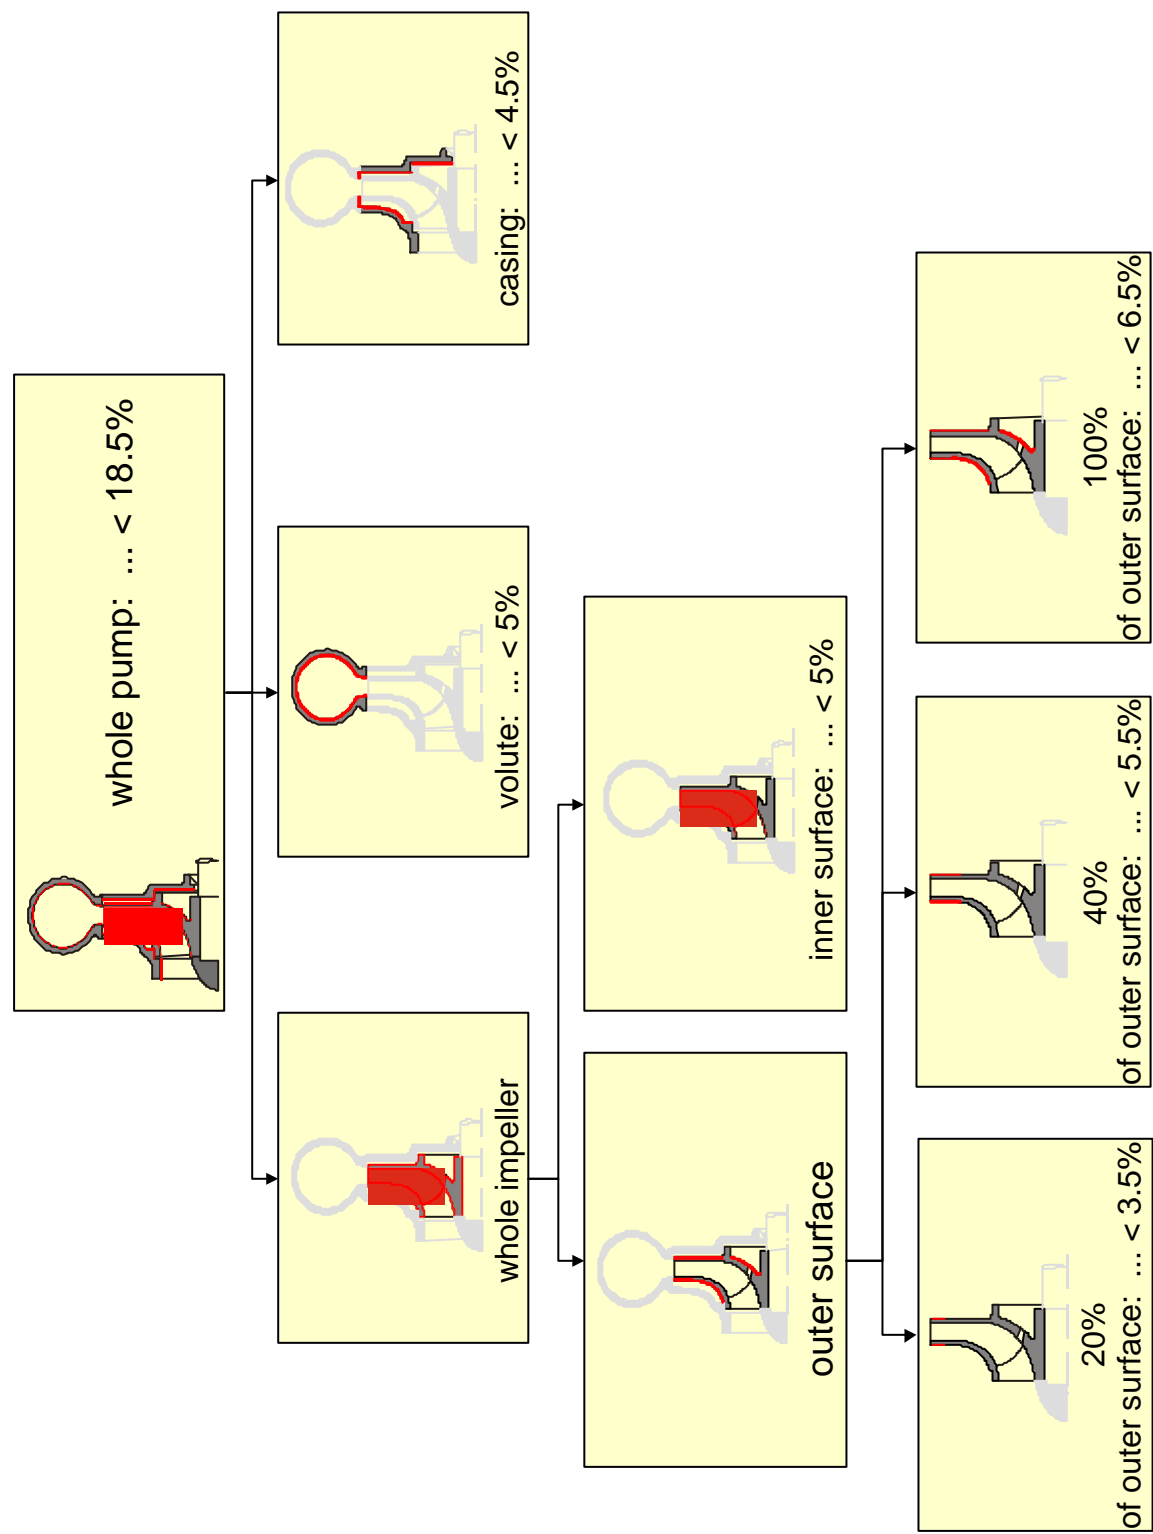 whole pump: ... < 18.5%
whole impeller
volute: ... < 5%
casing: ... < 4.5%
outer surface
inner surface: ... < 5%
20%
of outer surface: ... < 3.5%
40%
of outer surface: ... < 5.5%
100%
of outer surface: ... < 6.5%